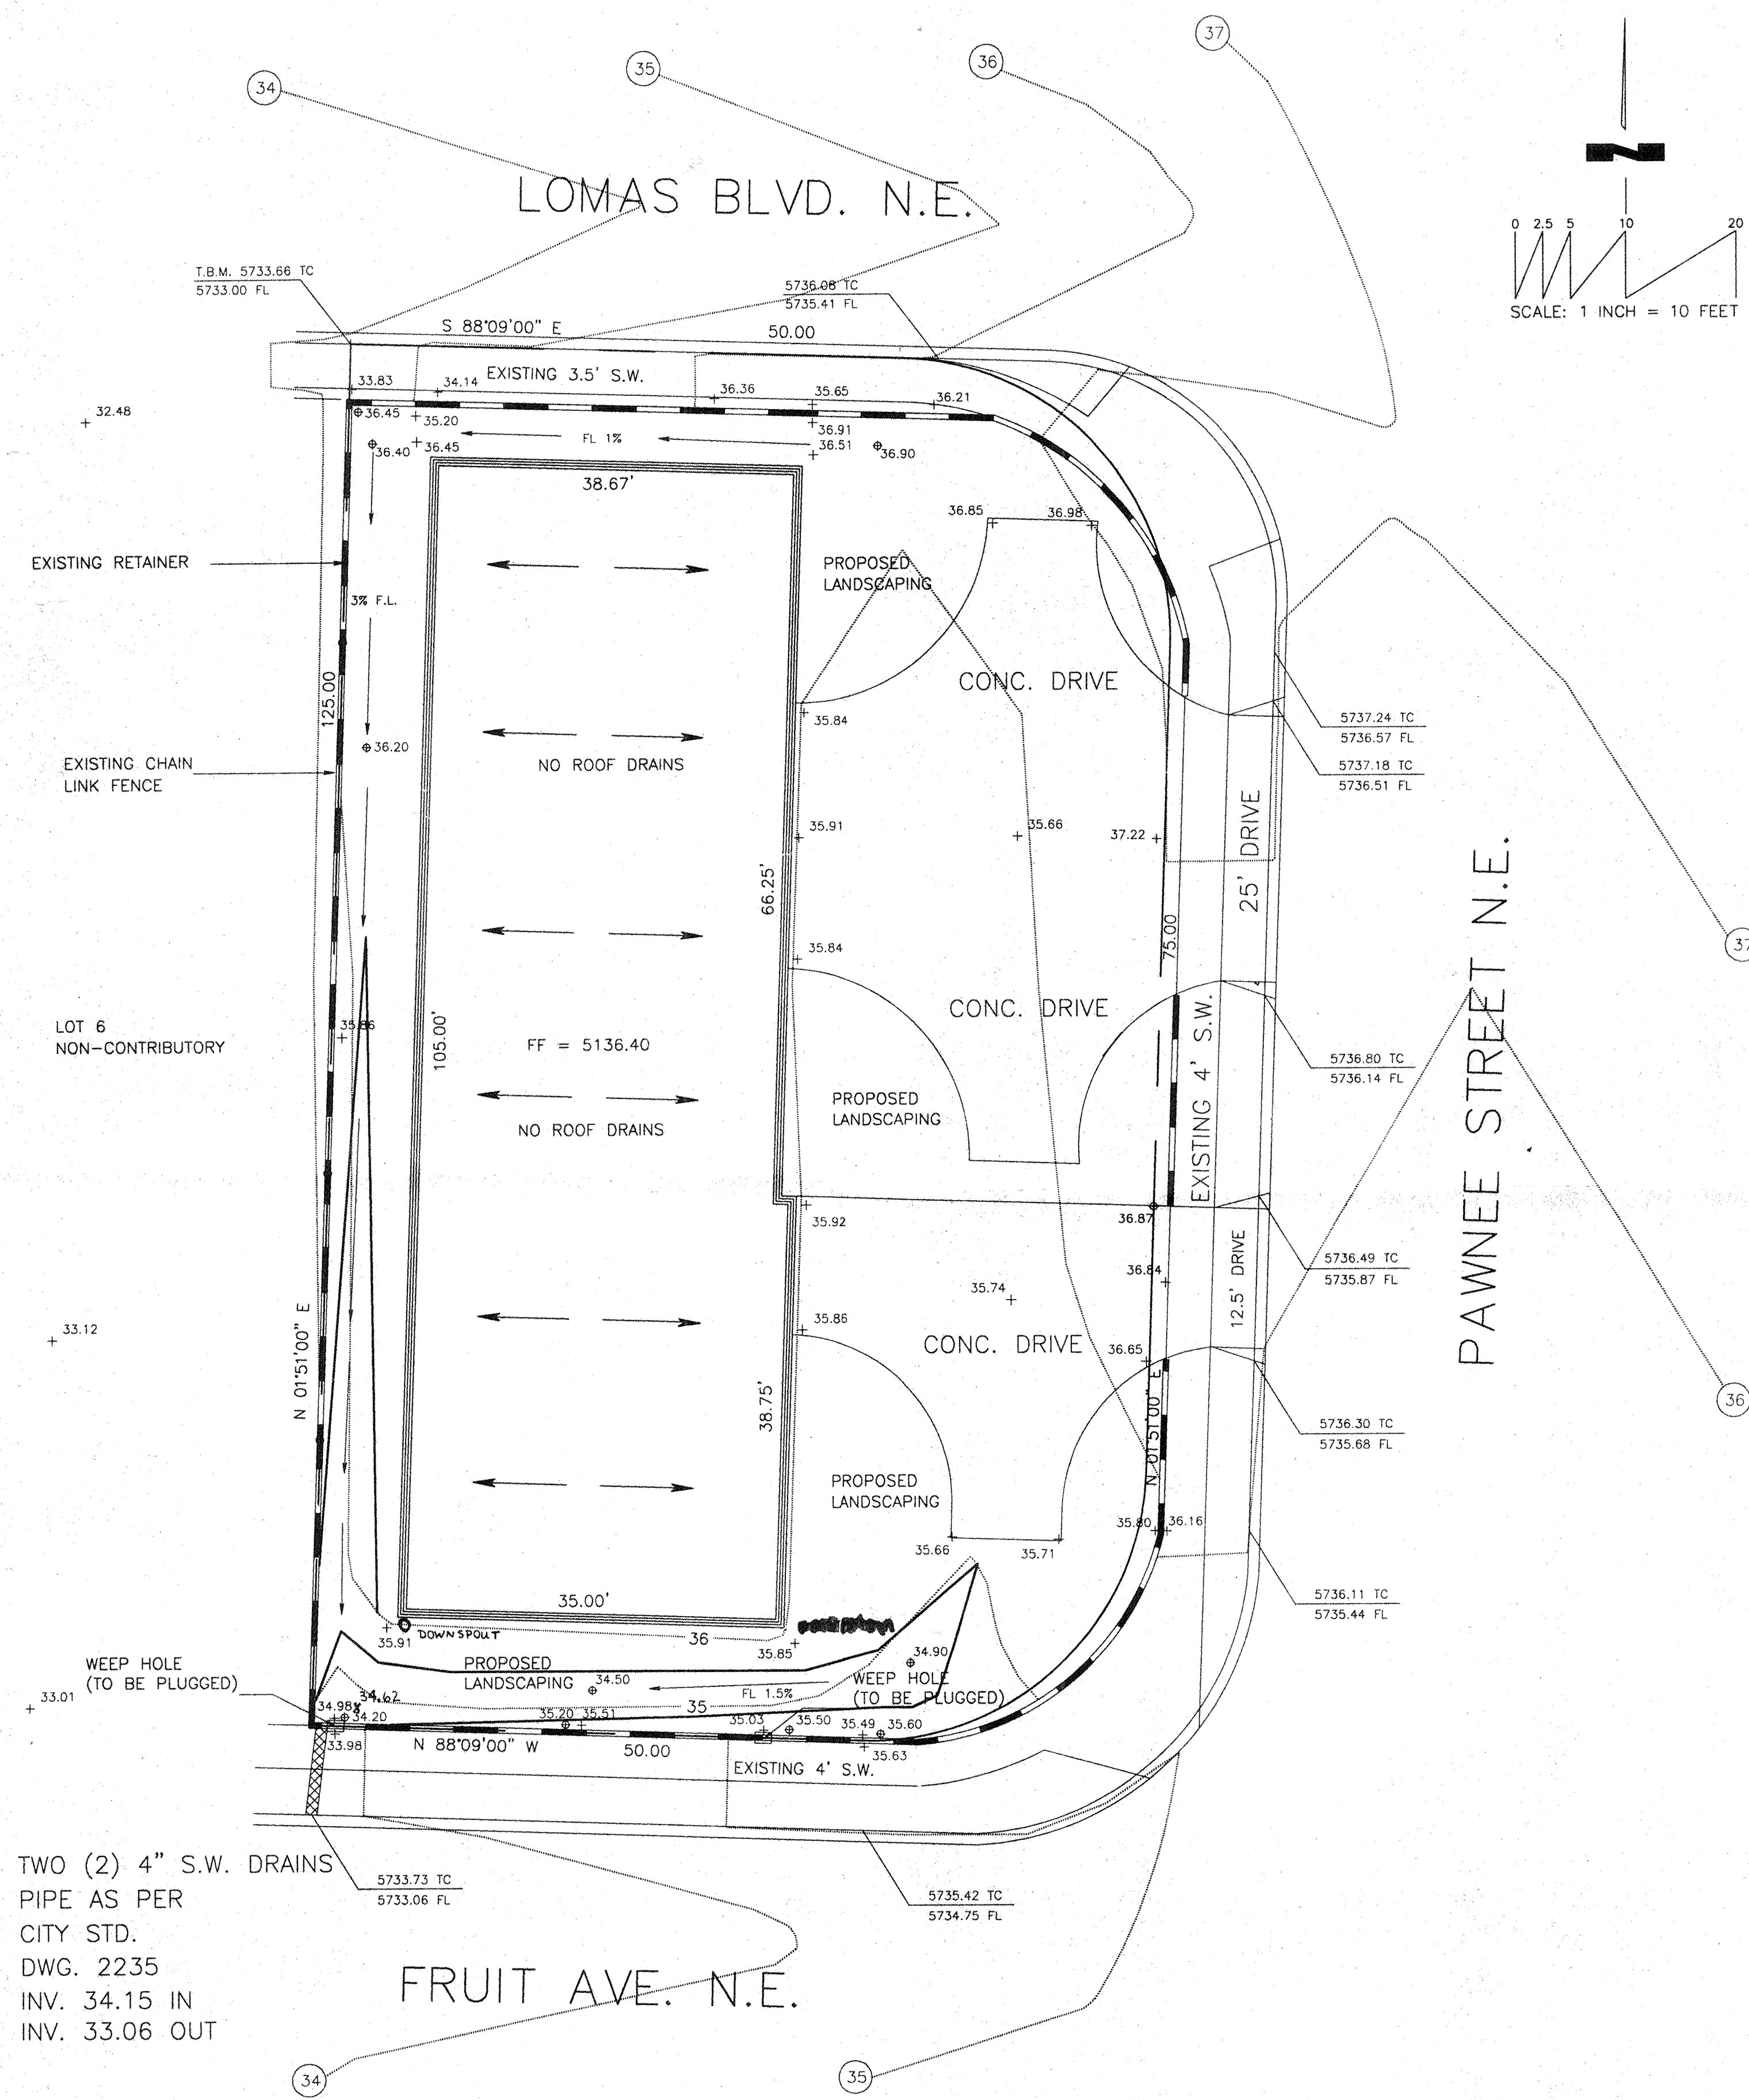 37
35
36
34
LOMAS BLVD. N.E.
0 2.5 5 10 20
SCALE: 1 INCH = 10 FEET
T.B.M. 5733.66 TC
5733.00 FL
5736.08 TC
5735.41 FL
S 88°09'00" E
50.00
EXISTING 3.5' S.W.
33.83
34.14
36.36
35.65
36.21
32.48
36.45
35.20
36.91
FL 1%
36.40
36.45
36.51
36.90
38.67'
36.85
36.98
EXISTING RETAINER
PROPOSED
LANDSCAPING
3% F.L.
125.00
CONC. DRIVE
35.84
5737.24 TC
5736.57 FL
36.20
EXISTING CHAIN
LINK FENCE
NO ROOF DRAINS
5737.18 TC
5736.51 FL
25' DRIVE
35.91
35.66
37.22
66.25'
75.00
37
35.84
PAWNEE STREET N.E.
CONC. DRIVE
EXISTING 4' S.W.
LOT 6
NON-CONTRIBUTORY
35.86
105.00'
FF = 5136.40
5736.80 TC
5736.14 FL
PROPOSED
LANDSCAPING
NO ROOF DRAINS
35.92
36.87
5736.49 TC
5735.87 FL
36.84
12.5' DRIVE
35.74
33.12
35.86
N 01°51'00" E
CONC. DRIVE
36.65
38.75'
N 01°51'00" E
36
5736.30 TC
5735.68 FL
PROPOSED
LANDSCAPING
35.80
36.16
35.66
35.71
35.00'
5736.11 TC
5735.44 FL
35.91
DOWNSPOUT
36
35.85
34.90
WEEP HOLE
(TO BE PLUGGED)
PROPOSED
LANDSCAPING
34.50
FL 1.5%
WEEP HOLE
(TO BE PLUGGED)
33.01
34.98
34.62
34.20
35
35.20
35.51
35.03
35.50
35.49
35.60
33.98
N 88°09'00" W
50.00
35.63
EXISTING 4' S.W.
TWO (2) 4" S.W. DRAINS
PIPE AS PER
CITY STD.
DWG. 2235
INV. 34.15 IN
INV. 33.06 OUT
5733.73 TC
5733.06 FL
5735.42 TC
5734.75 FL
FRUIT AVE. N.E.
34
35